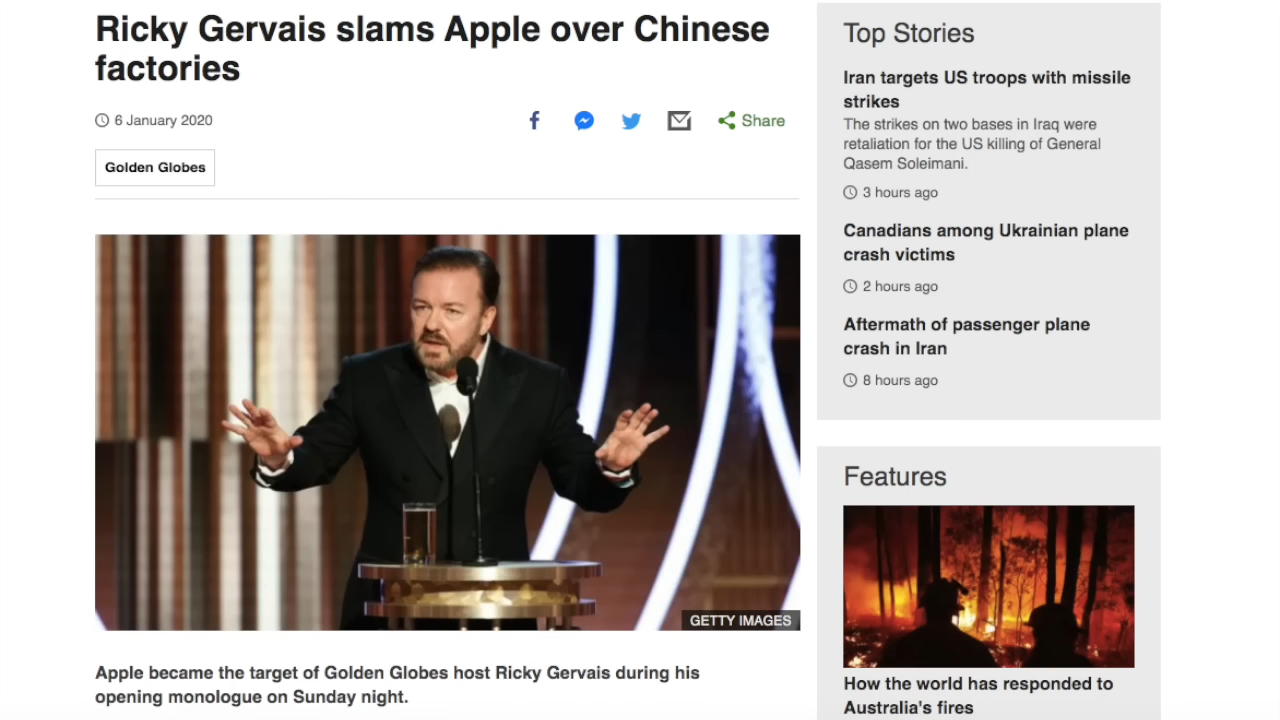 Ricky Gervais slams Apple over Chinese
factories
6 January 2020
Share
Golden Globes
GETTY IMAGES
Apple became the target of Golden Globes host Ricky Gervais during his
opening monologue on Sunday night.
Top Stories
Iran targets US troops with missile
strikes
The strikes on two bases in Iraq were
retaliation for the US killing of General
Qasem Soleimani.
3 hours ago
Canadians among Ukrainian plane
crash victims
2 hours ago
Aftermath of passenger plane
crash in Iran
8 hours ago
Features
How the world has responded to
Australia's fires